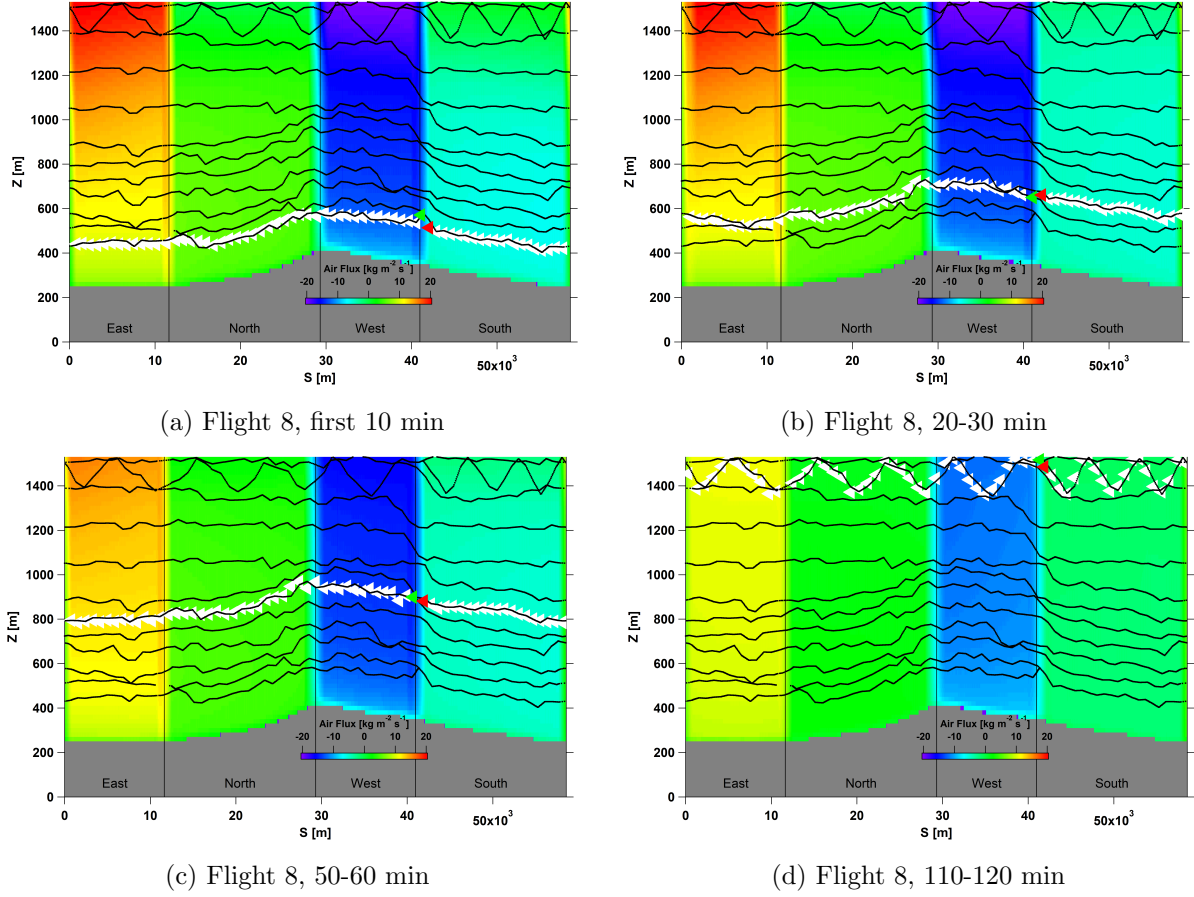 1400
1200
1000
800
600
400
200
0
Z [m]
Air Flux [kg m⁻² s⁻¹]
-20 -10 0 10 20
East North West South
0 10 20 30 40 50x10³
S [m]
(a) Flight 8, first 10 min
1400
1200
1000
800
600
400
200
0
Z [m]
Air Flux [kg m⁻² s⁻¹]
-20 -10 0 10 20
East North West South
0 10 20 30 40 50x10³
S [m]
(b) Flight 8, 20-30 min
1400
1200
1000
800
600
400
200
0
Z [m]
Air Flux [kg m⁻² s⁻¹]
-20 -10 0 10 20
East North West South
0 10 20 30 40 50x10³
S [m]
(c) Flight 8, 50-60 min
1400
1200
1000
800
600
400
200
0
Z [m]
Air Flux [kg m⁻² s⁻¹]
-20 -10 0 10 20
East North West South
0 10 20 30 40 50x10³
S [m]
(d) Flight 8, 110-120 min